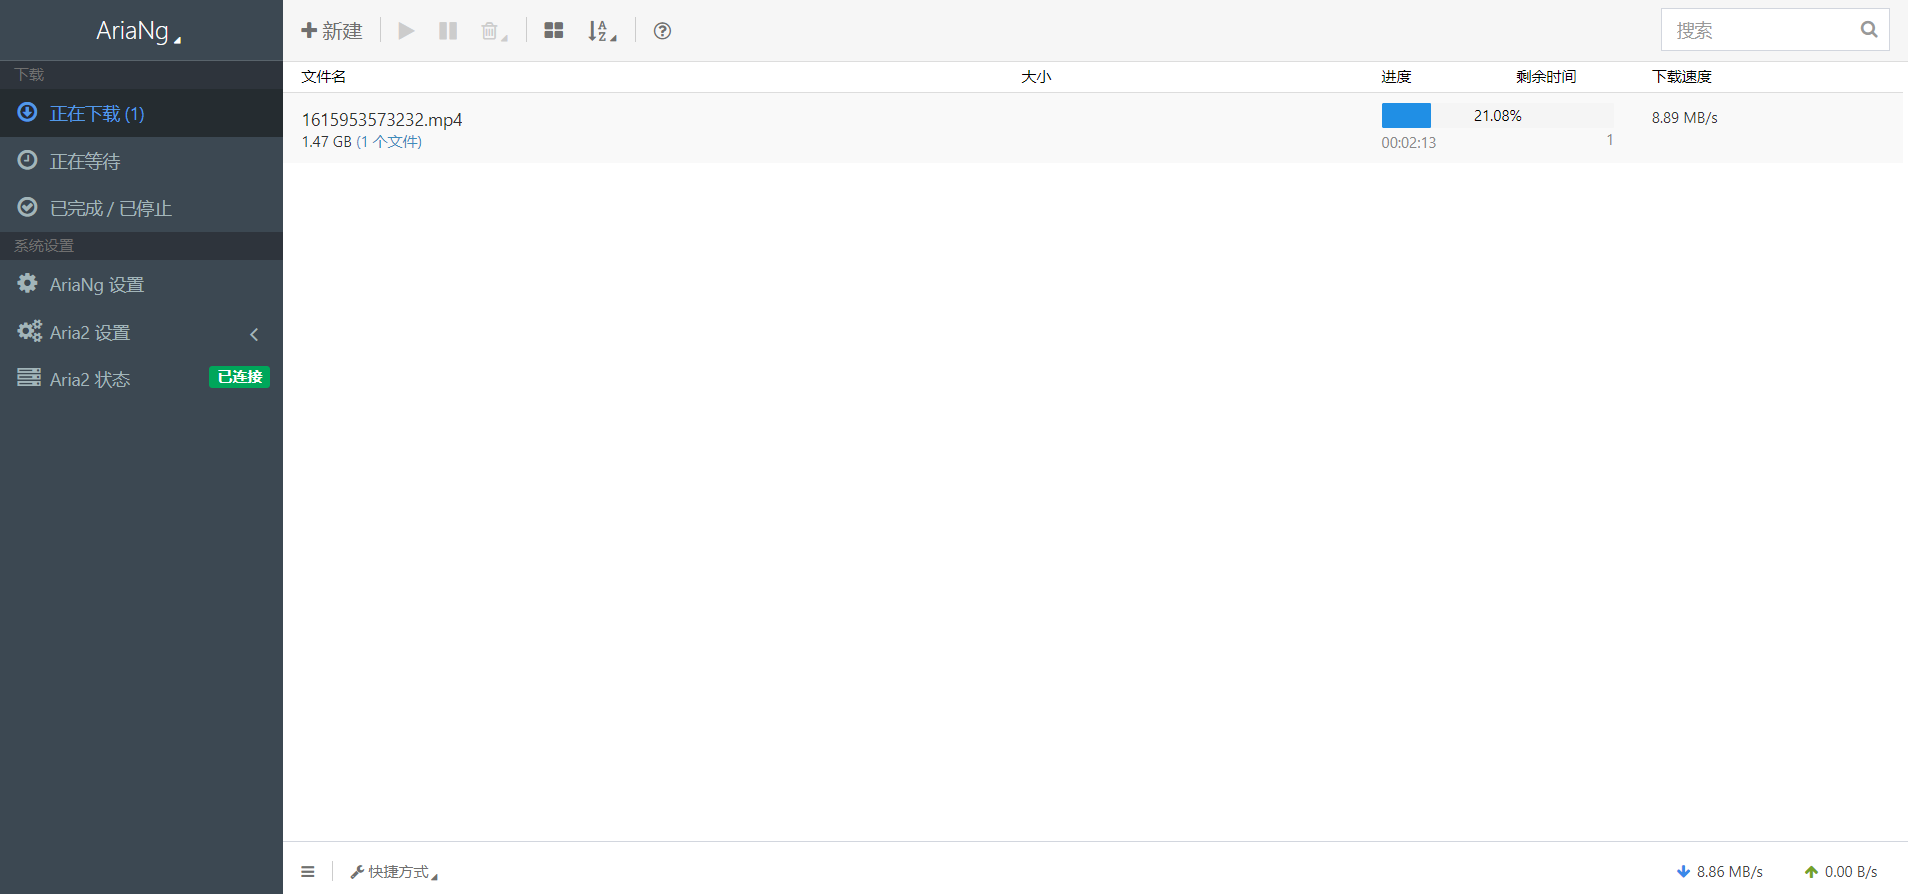 AriaNg
下载
正在下载 (1)
正在等待
已完成 / 已停止
系统设置
AriaNg 设置
Aria2 设置
Aria2 状态 已连接
新建
搜索
文件名 大小 进度 剩余时间 下载速度
1615953573232.mp4 21.08% 8.89 MB/s
1.47 GB (1 个文件) 00:02:13 1
快捷方式 8.86 MB/s 0.00 B/s